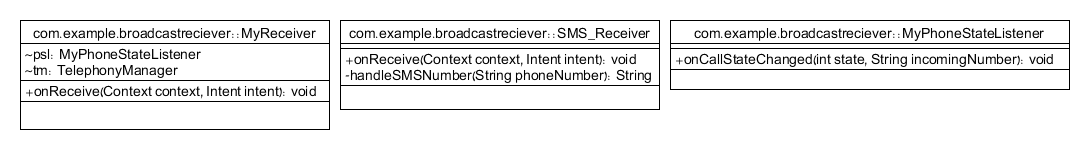 com.example.broadcastreciever::MyReceiver
~psl: MyPhoneStateListener
~tm: TelephonyManager
+onReceive(Context context, Intent intent): void
com.example.broadcastreciever::SMS_Receiver
+onReceive(Context context, Intent intent): void
-handleSMSNumber(String phoneNumber): String
com.example.broadcastreciever::MyPhoneStateListener
+onCallStateChanged(int state, String incomingNumber): void